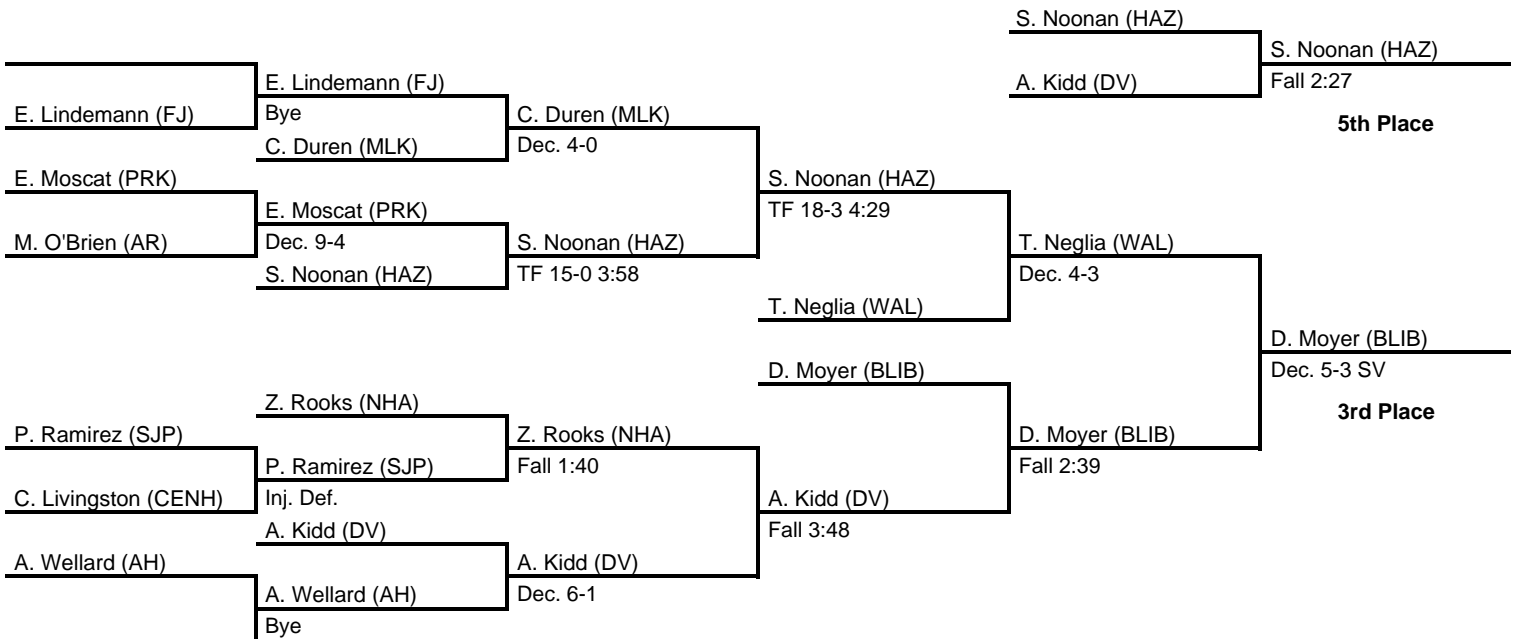 S. Noonan (HAZ)
S. Noonan (HAZ)
A. Kidd (DV)
Fall 2:27
5th Place
E. Lindemann (FJ)
E. Lindemann (FJ)
Bye
C. Duren (MLK)
C. Duren (MLK)
Dec. 4-0
E. Moscat (PRK)
S. Noonan (HAZ)
E. Moscat (PRK)
TF 18-3 4:29
M. O'Brien (AR)
Dec. 9-4
S. Noonan (HAZ)
T. Neglia (WAL)
S. Noonan (HAZ)
TF 15-0 3:58
Dec. 4-3
T. Neglia (WAL)
D. Moyer (BLIB)
D. Moyer (BLIB)
Dec. 5-3 SV
Z. Rooks (NHA)
3rd Place
P. Ramirez (SJP)
Z. Rooks (NHA)
D. Moyer (BLIB)
P. Ramirez (SJP)
Fall 1:40
Fall 2:39
C. Livingston (CENH)
Inj. Def.
A. Kidd (DV)
A. Kidd (DV)
Fall 3:48
A. Wellard (AH)
A. Kidd (DV)
A. Wellard (AH)
Dec. 6-1
Bye